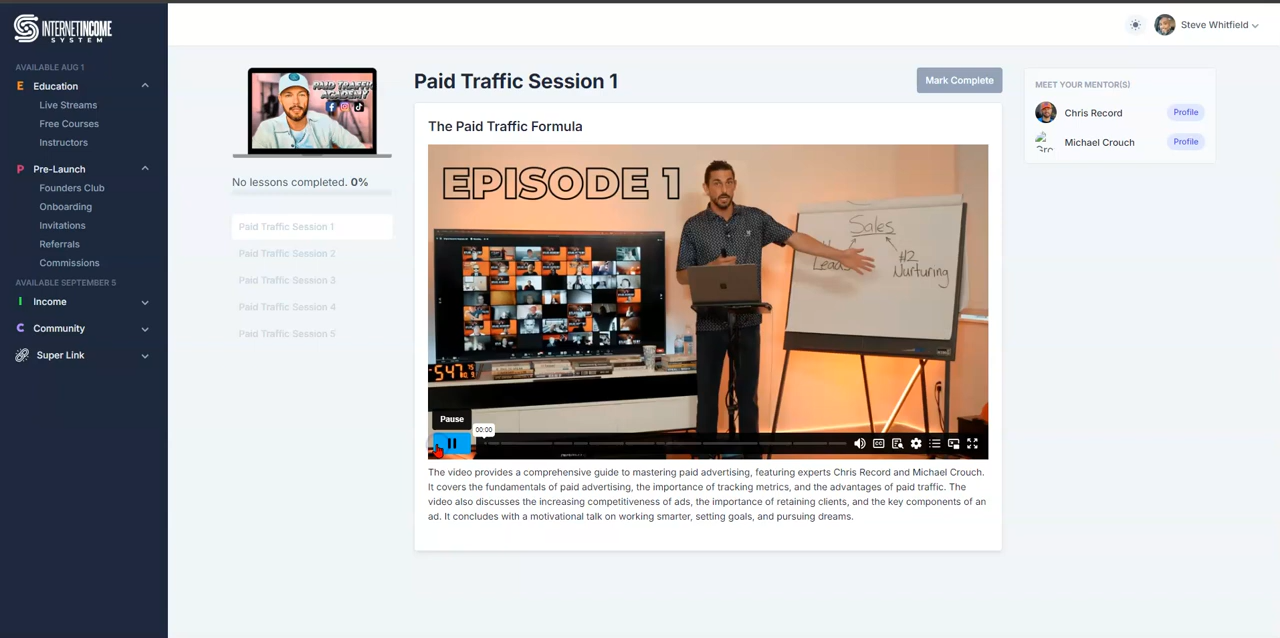 INTERNETINCOME
SYSTEM
Steve Whitfield
AVAILABLE AUG 1
E Education
Live Streams
Free Courses
Instructors
P Pre-Launch
Founders Club
Onboarding
Invitations
Referrals
Commissions
AVAILABLE SEPTEMBER 5
I Income
C Community
Super Link
PAID TRAFFIC
ACADEMY
No lessons completed. 0%
Paid Traffic Session 1
Paid Traffic Session 2
Paid Traffic Session 3
Paid Traffic Session 4
Paid Traffic Session 5
Paid Traffic Session 1
Mark Complete
The Paid Traffic Formula
EPISODE 1
Sales
Leads
#2
Nurturing
Pause
00:00
CC
The video provides a comprehensive guide to mastering paid advertising, featuring experts Chris Record and Michael Crouch.
It covers the fundamentals of paid advertising, the importance of tracking metrics, and the advantages of paid traffic. The
video also discusses the increasing competitiveness of ads, the importance of retaining clients, and the key components of an
ad. It concludes with a motivational talk on working smarter, setting goals, and pursuing dreams.
MEET YOUR MENTOR(S)
Chris Record
Profile
Michael Crouch
Profile